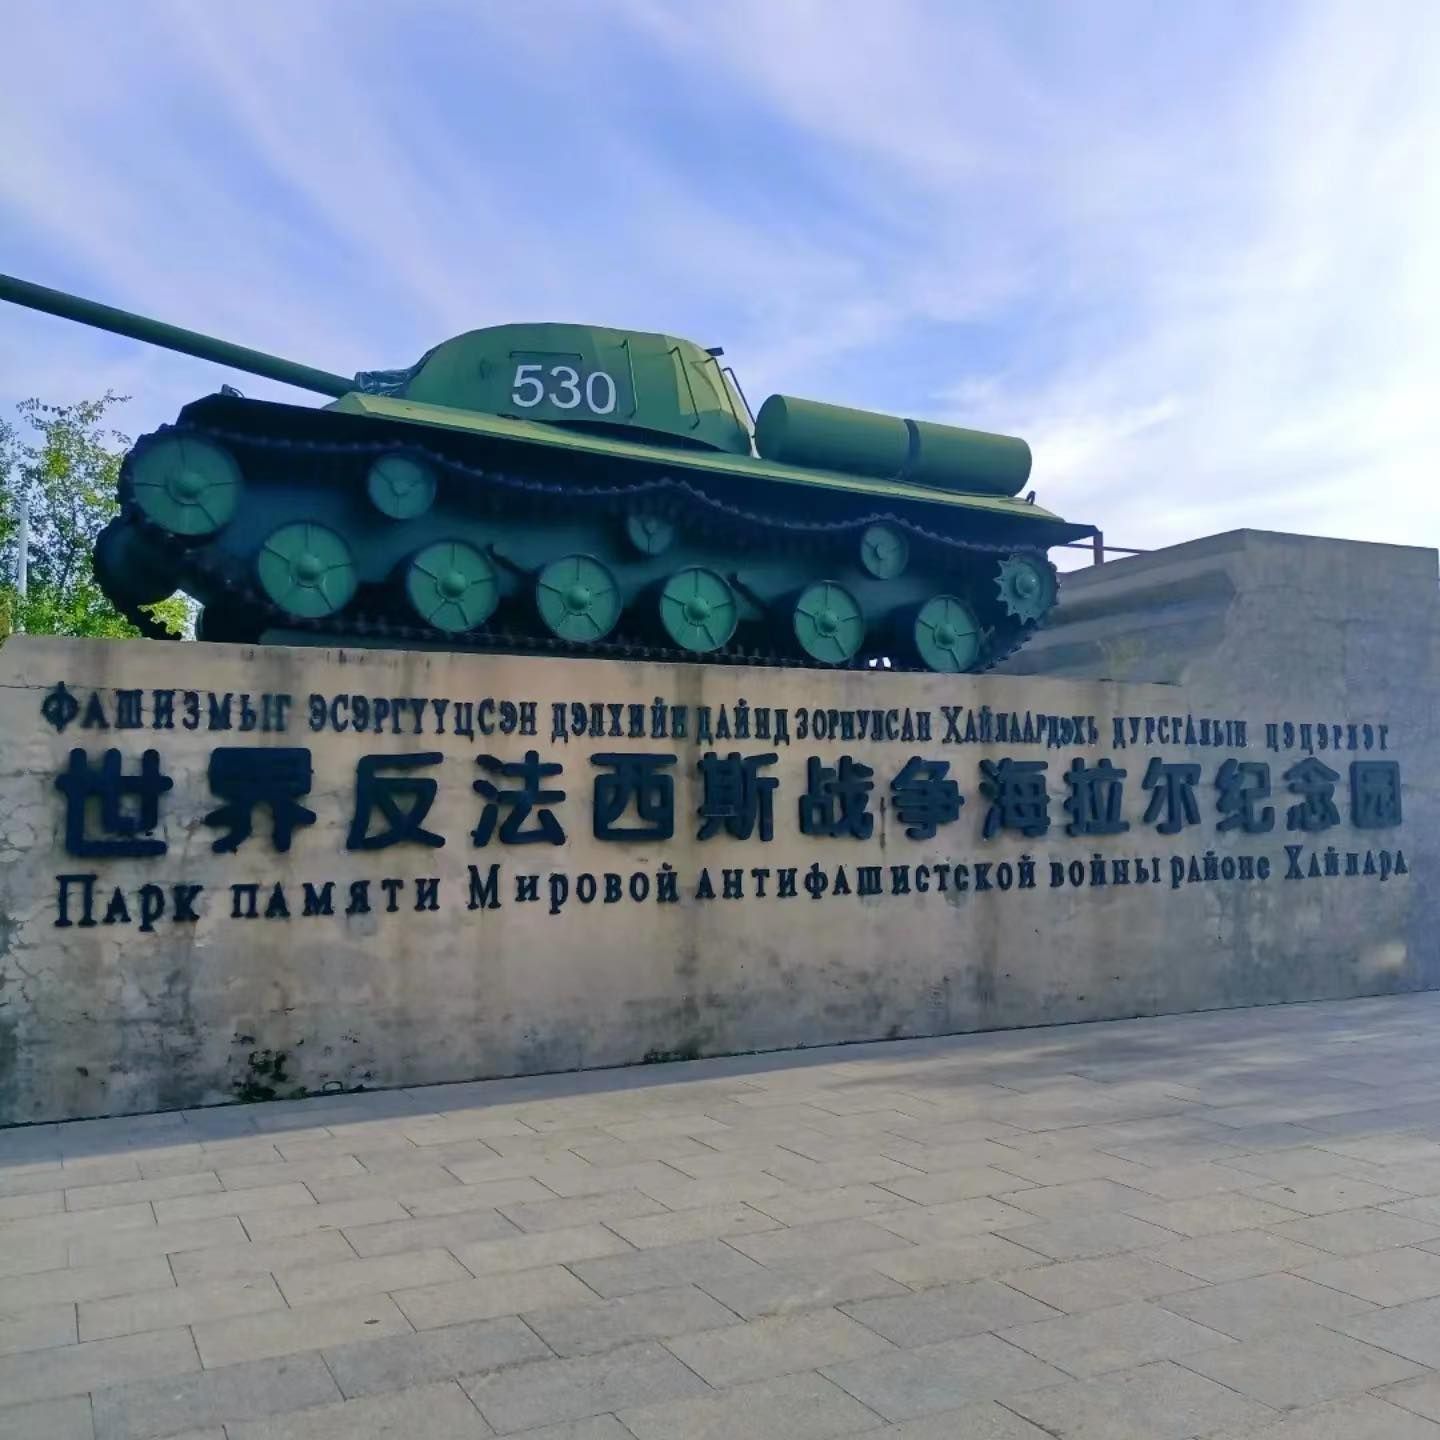 530
ФАШИЗМЫГ ЭСЭРГҮҮЦСЭН ДЭЛХИЙН ДАЙНД ЗОРИУЛСАН ХАЙЛААРДЭХЬ ДУРСГАЛЫН ЦЭЦЭРЛЭГ
世界反法西斯战争海拉尔纪念园
ПАРК ПАМЯТИ МИРОВОЙ АНТИФАШИСТСКОЙ ВОЙНЫ РАЙОНЕ ХАЙЛАРА